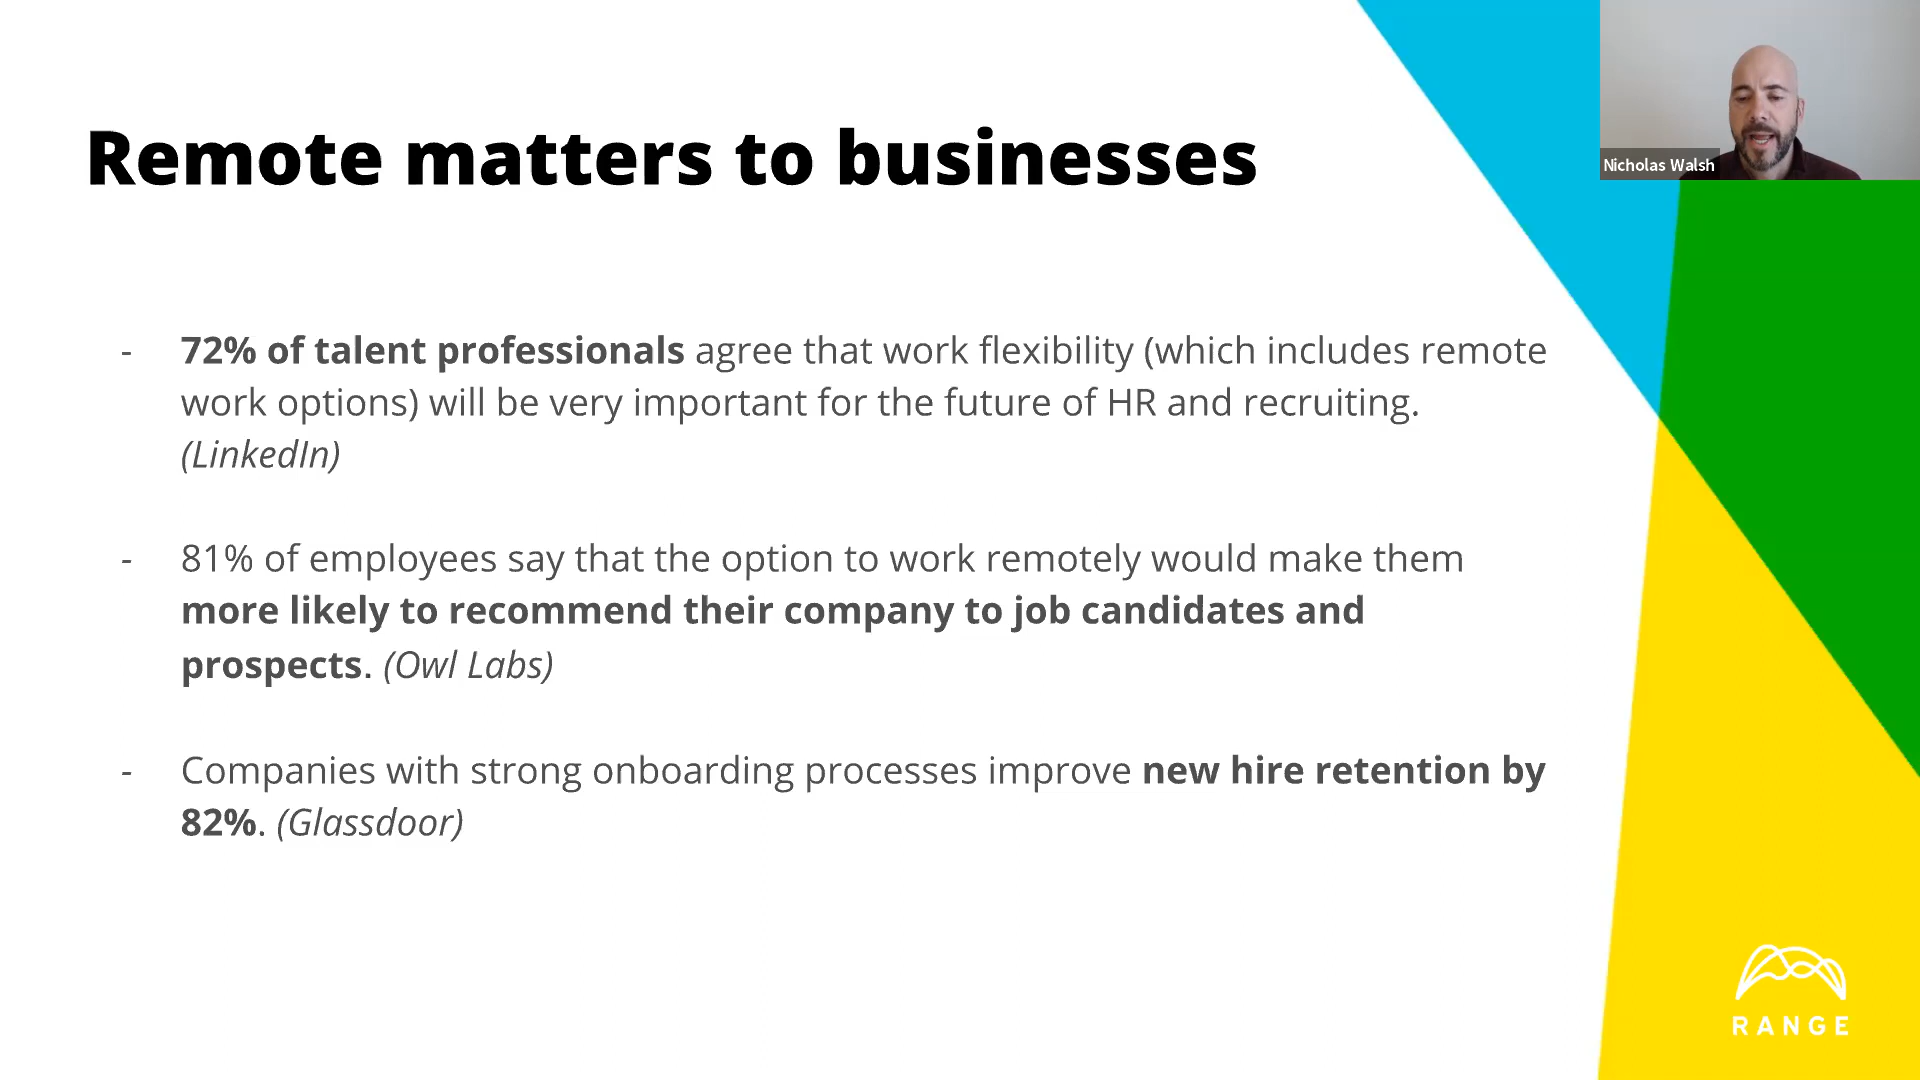 Remote matters to businesses
Nicholas Walsh
- 72% of talent professionals agree that work flexibility (which includes remote
work options) will be very important for the future of HR and recruiting.
(LinkedIn)
- 81% of employees say that the option to work remotely would make them
more likely to recommend their company to job candidates and
prospects. (Owl Labs)
- Companies with strong onboarding processes improve new hire retention by
82%. (Glassdoor)
RANGE